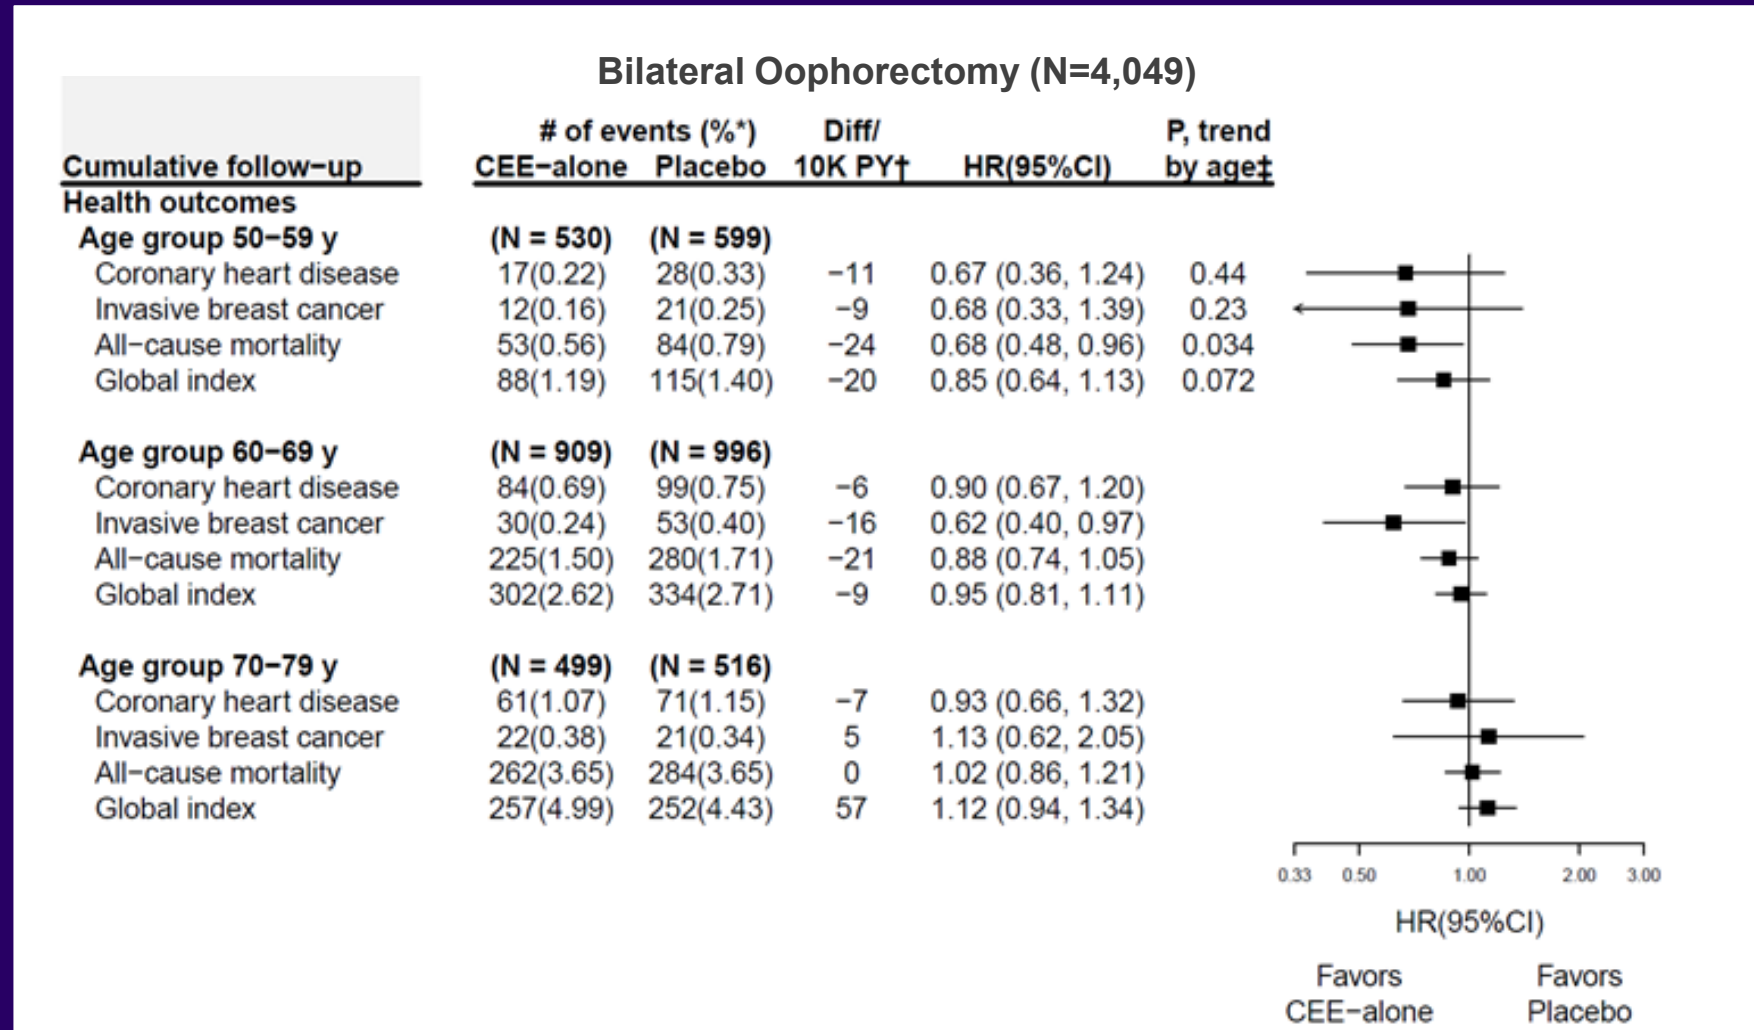 Bilateral Oophorectomy (N=4,049)
# of events (%*) Diff/ P, trend
Cumulative follow−up CEE−alone Placebo 10K PY† HR(95%CI) by age‡
Health outcomes
Age group 50−59 y (N = 530) (N = 599)
Coronary heart disease 17(0.22) 28(0.33) −11 0.67 (0.36, 1.24) 0.44
Invasive breast cancer 12(0.16) 21(0.25) −9 0.68 (0.33, 1.39) 0.23
All−cause mortality 53(0.56) 84(0.79) −24 0.68 (0.48, 0.96) 0.034
Global index 88(1.19) 115(1.40) −20 0.85 (0.64, 1.13) 0.072
Age group 60−69 y (N = 909) (N = 996)
Coronary heart disease 84(0.69) 99(0.75) −6 0.90 (0.67, 1.20)
Invasive breast cancer 30(0.24) 53(0.40) −16 0.62 (0.40, 0.97)
All−cause mortality 225(1.50) 280(1.71) −21 0.88 (0.74, 1.05)
Global index 302(2.62) 334(2.71) −9 0.95 (0.81, 1.11)
Age group 70−79 y (N = 499) (N = 516)
Coronary heart disease 61(1.07) 71(1.15) −7 0.93 (0.66, 1.32)
Invasive breast cancer 22(0.38) 21(0.34) 5 1.13 (0.62, 2.05)
All−cause mortality 262(3.65) 284(3.65) 0 1.02 (0.86, 1.21)
Global index 257(4.99) 252(4.43) 57 1.12 (0.94, 1.34)
0.33 0.50 1.00 2.00 3.00
HR(95%CI)
Favors Favors
CEE−alone Placebo